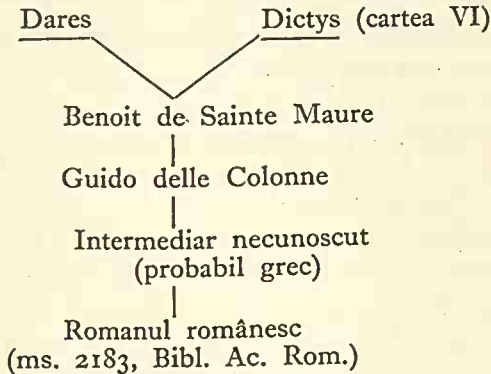 Dares Dictys (cartea VI)
Benoit de Sainte Maure
Guido delle Colonne
Intermediar necunoscut
(probabil grec)
Romanul românesc
(ms. 2183, Bibl. Ac. Rom.)